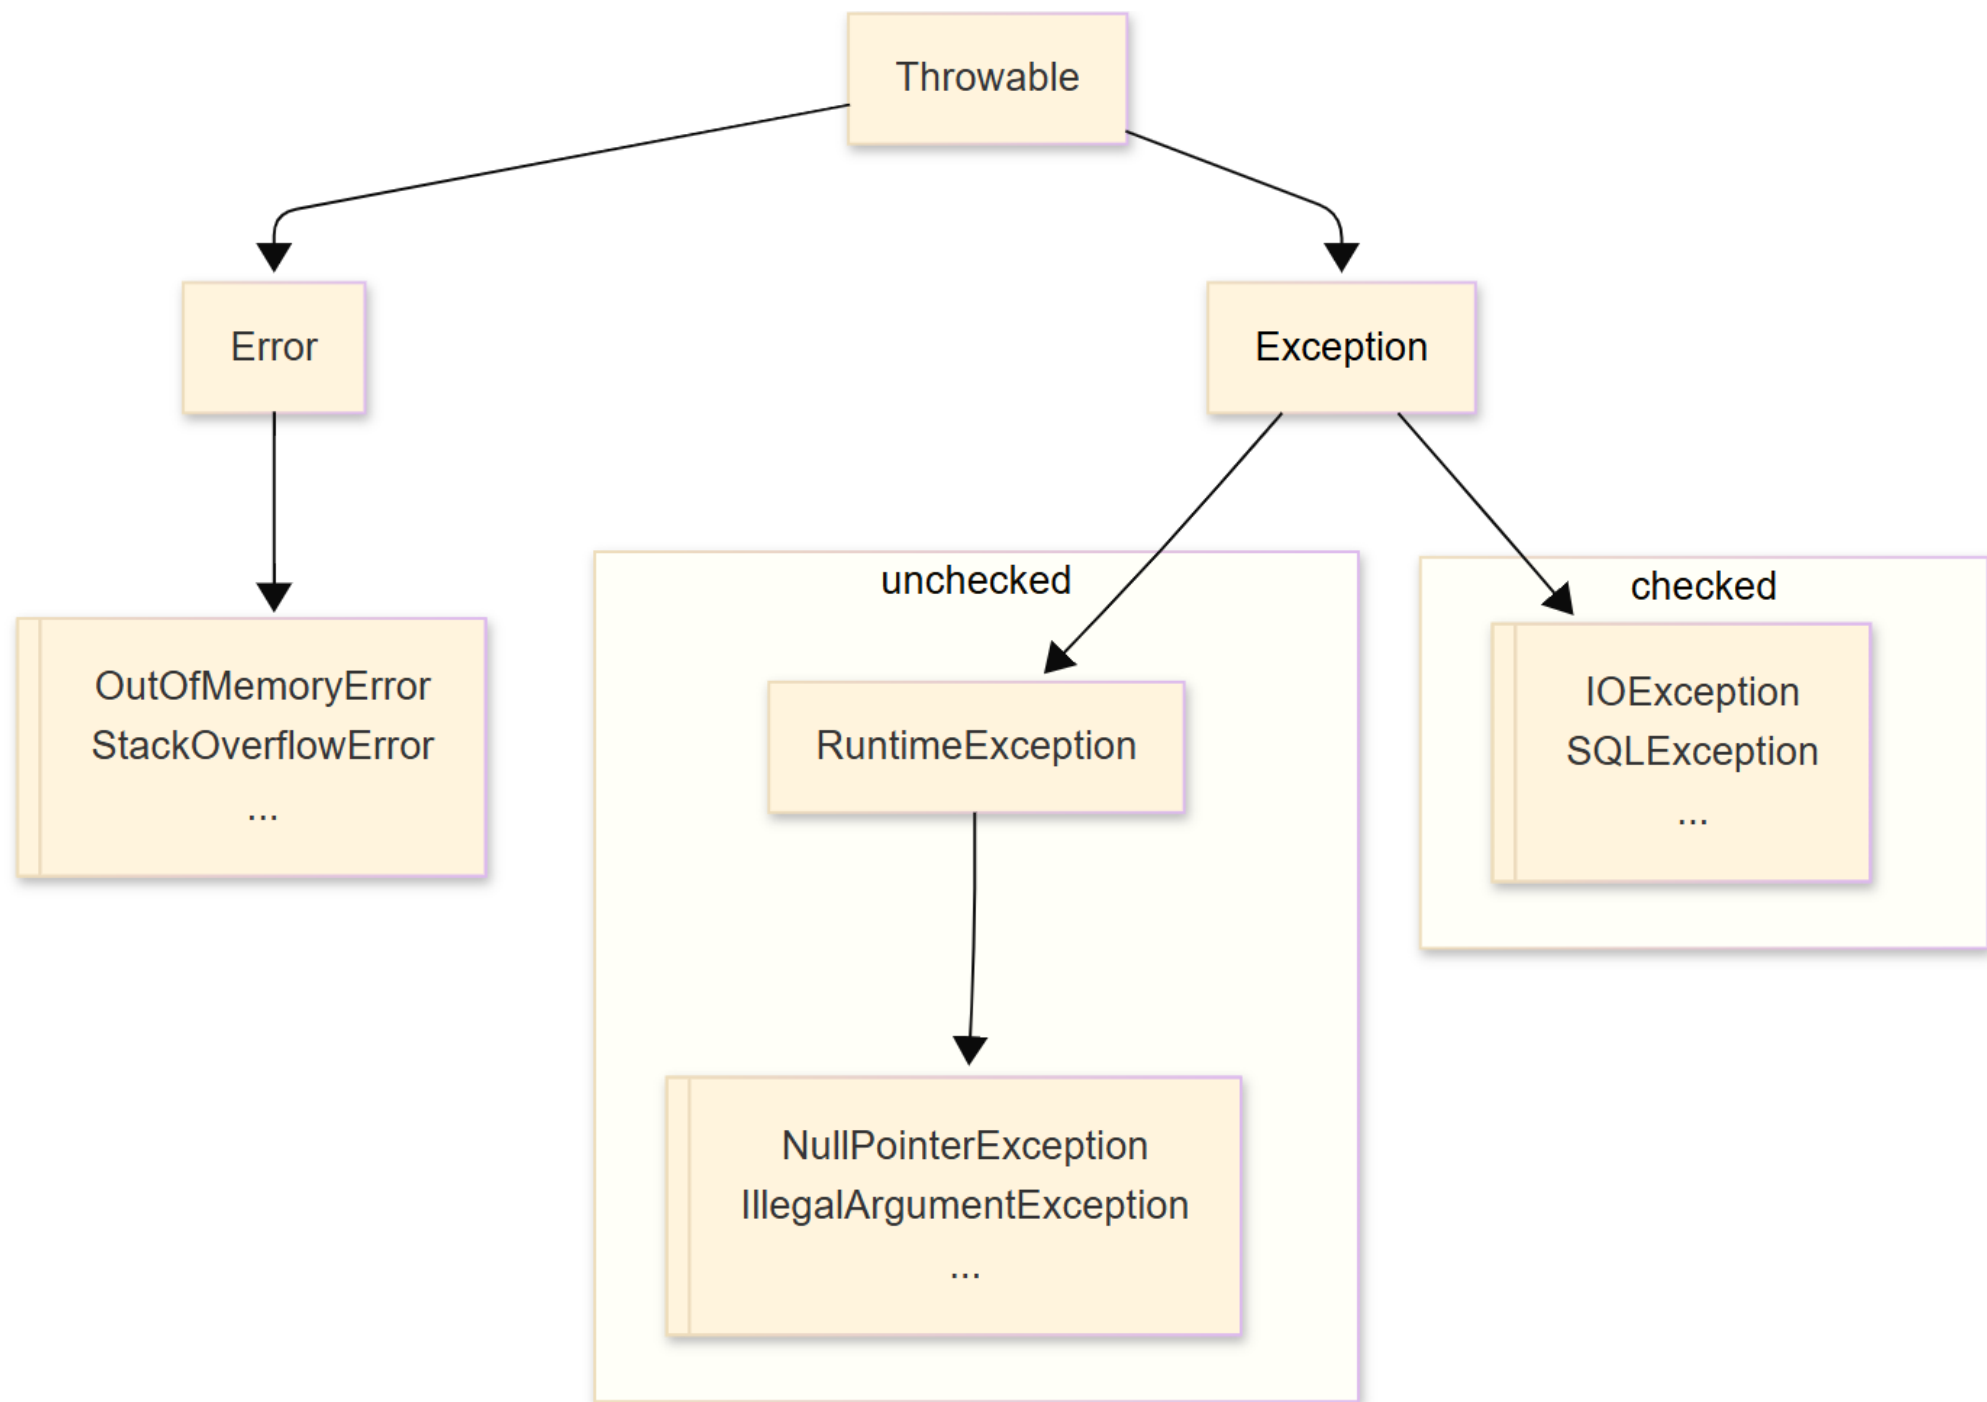 Throwable
Error
Exception
unchecked
checked
OutOfMemoryError
StackOverflowError
...
RuntimeException
IOException
SQLException
...
NullPointerException
IllegalArgumentException
...